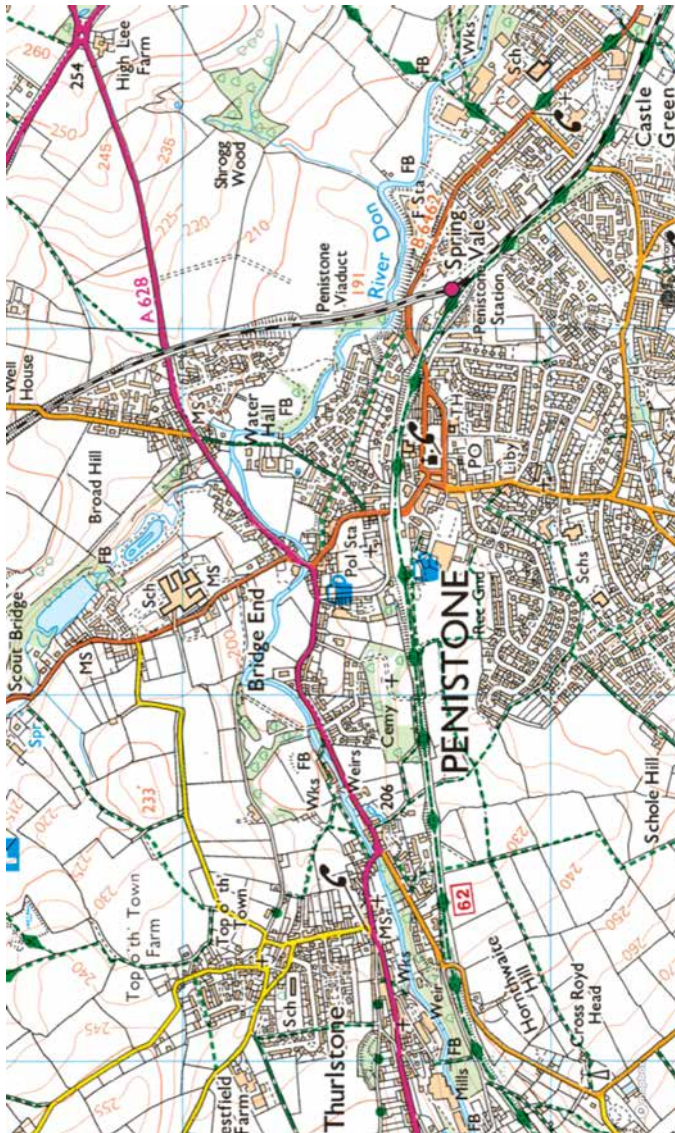 Westfield
Farm
255
245
240
Top o' th' Town
Farm
230
225
220
215
Spr
Scout Bridge
Well
House
260
250
254
High Lee
Farm
245
235
225
220
210
A 628
Broad Hill
FB
MS
233
Top o' th'
Town
Sch
Thurlstone
MS
Sch
MS
200
Bridge End
Water
Hall
FB
MS
Shrogg
Wood
Penistone
Viaduct
191
River Don
FB
FB
Wks
F Sta
B 6462
Sch
FB
Wks
Weirs
206
Wks
Weir
FB
Mills
FB
Cemy
Pol Sta
PENISTONE
Rec Gnd
62
TH
PO
Liby
Spring
Vale
Penistone
Station
Castle
Green
Hornthwaite
Hill
Cross Royd
Head
230
240
250
260
Schole Hill
Schs